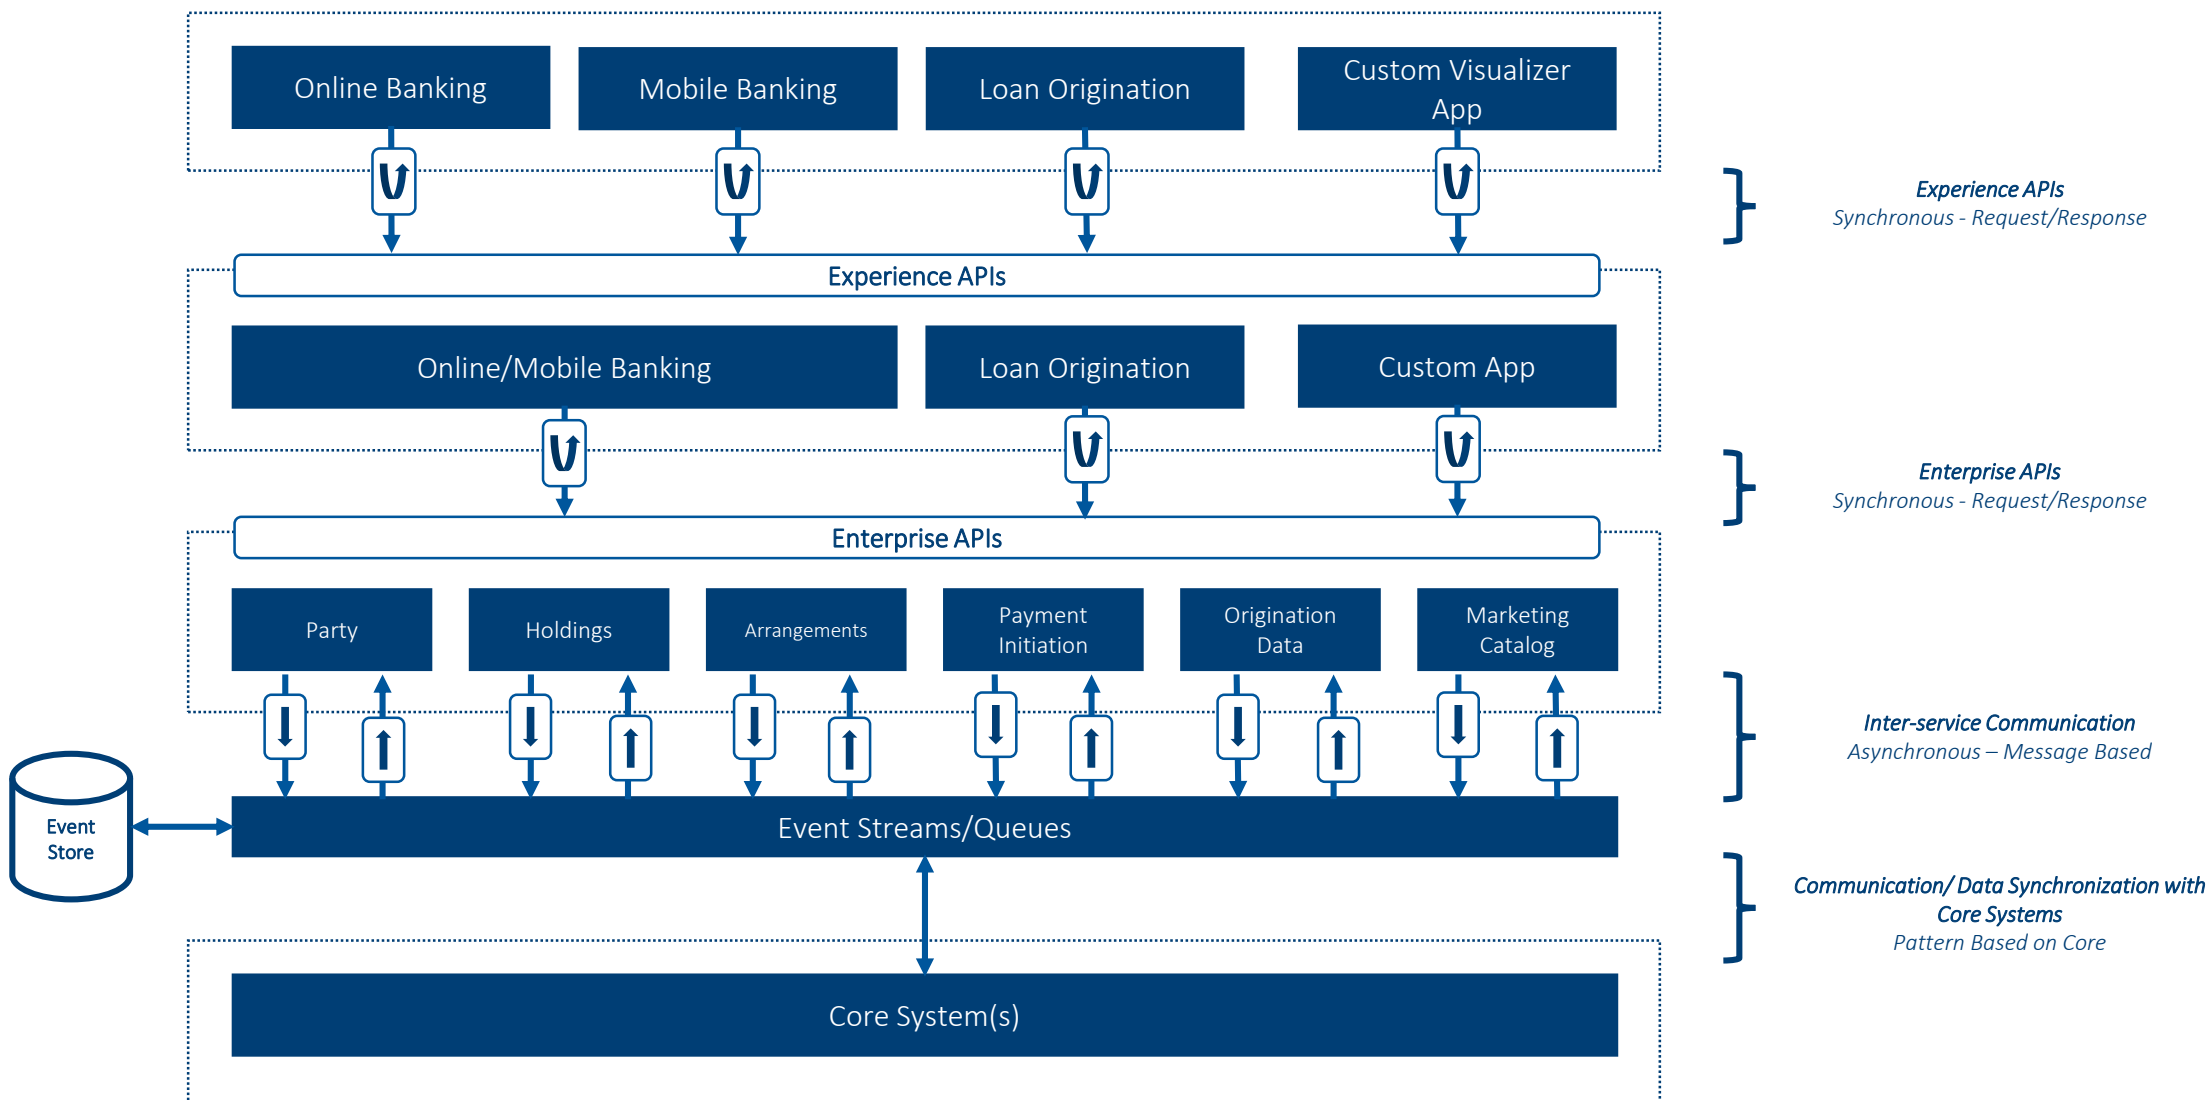 Online Banking
Mobile Banking
Loan Origination
Custom Visualizer
App
Experience APIs
Synchronous - Request/Response
Experience APIs
Online/Mobile Banking
Loan Origination
Custom App
Enterprise APIs
Synchronous - Request/Response
Enterprise APIs
Party
Holdings
Arrangements
Payment
Initiation
Origination
Data
Marketing
Catalog
Inter-service Communication
Asynchronous – Message Based
Event
Store
Event Streams/Queues
Communication/ Data Synchronization with
Core Systems
Pattern Based on Core
Core System(s)